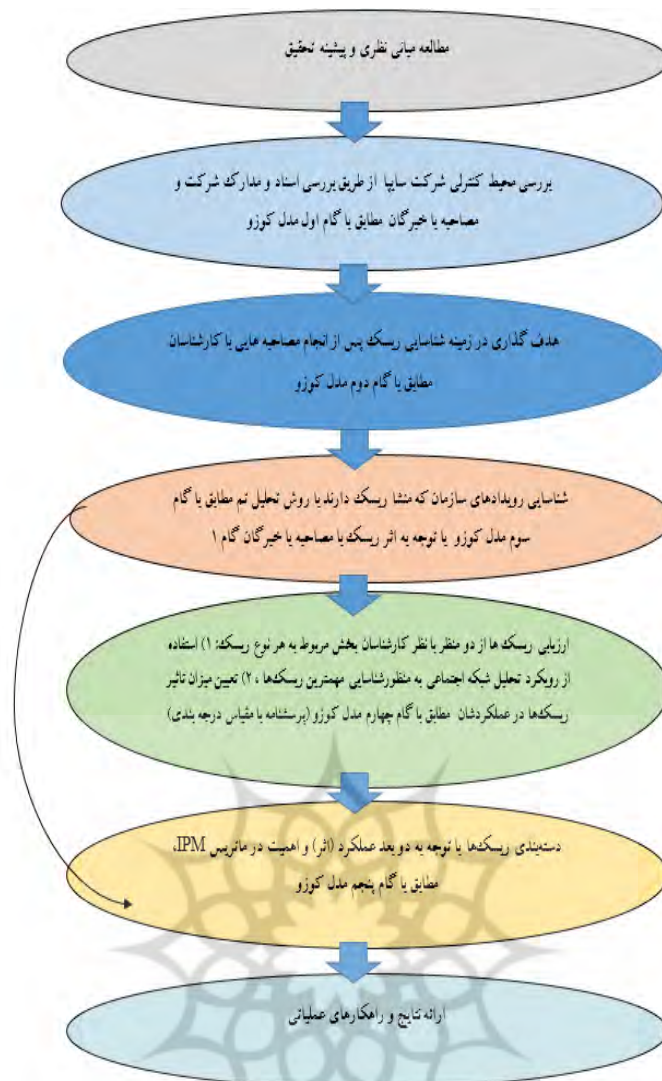 مطالعه مبانی نظری و پیشینه تحقیق
بررسی محیط کنترلی شرکت سایپا از طریق بررسی اسناد و مدارک شرکت و
مصاحبه با خبرگان مطابق با گام اول مدل کوزو
هدف گذاری در زمینه شناسایی ریسک پس از انجام مصاحبه هایی با کارشناسان
مطابق با گام دوم مدل کوزو
شناسایی رویدادهای سازمان که منشا ریسک دارند با روش تحلیل تم مطابق با گام
سوم مدل کوزو با توجه به اثر ریسک با مصاحبه با خبرگان گام ۱
ارزیابی ریسک ها از دو منظر با نظر کارشناسان بخش مربوط به هر نوع ریسک: ۱) استفاده
از رویکرد تحلیل شبکه اجتماعی به منظورشناسایی مهمترین ریسک‌ها ، ۲) تعیین میزان تاثیر
ریسک‌ها در عملکردشان مطابق با گام چهارم مدل کوزو (پرسشنامه با مقیاس درجه بندی)
دسته‌بندی ریسک‌ها با توجه به دو بعد عملکرد (اثر) و اهمیت در ماتریس IPM،
مطابق با گام پنجم مدل کوزو
ارائه نتایج و راهکارهای عملیاتی